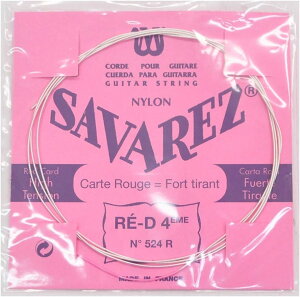 CORDE POUR GUITARE
CUERDA PARA GUITARRA
GUITAR STRING
NYLON
SAVAREZ®
Red Card
High
Tension
Carte Rouge = Fort tirant
Carta Roja
Fuerte
Tirante
RÉ-D 4ÈME
N° 524 R
MADE IN FRANCE